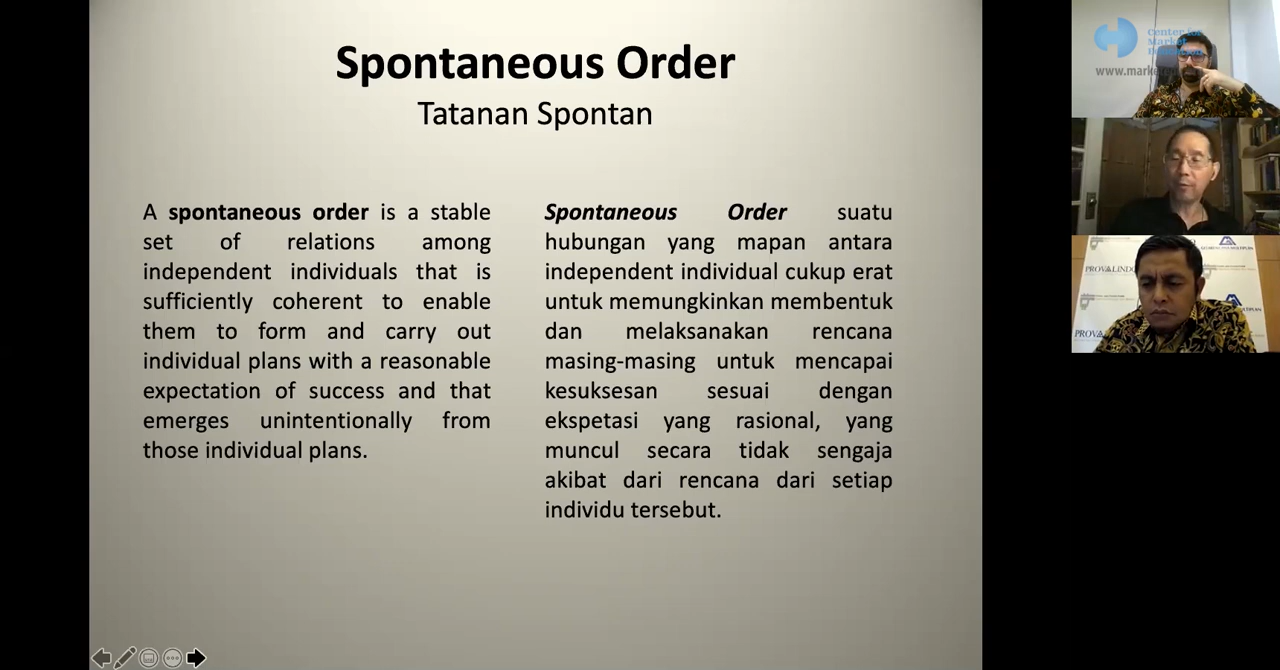 Spontaneous Order
Tatanan Spontan
A spontaneous order is a stable
set of relations among
independent individuals that is
sufficiently coherent to enable
them to form and carry out
individual plans with a reasonable
expectation of success and that
emerges unintentionally from
those individual plans.
Spontaneous Order suatu
hubungan yang mapan antara
independent individual cukup erat
untuk memungkinkan membentuk
dan melaksanakan rencana
masing-masing untuk mencapai
kesuksesan sesuai dengan
ekspetasi yang rasional, yang
muncul secara tidak sengaja
akibat dari rencana dari setiap
individu tersebut.
Center for
Market